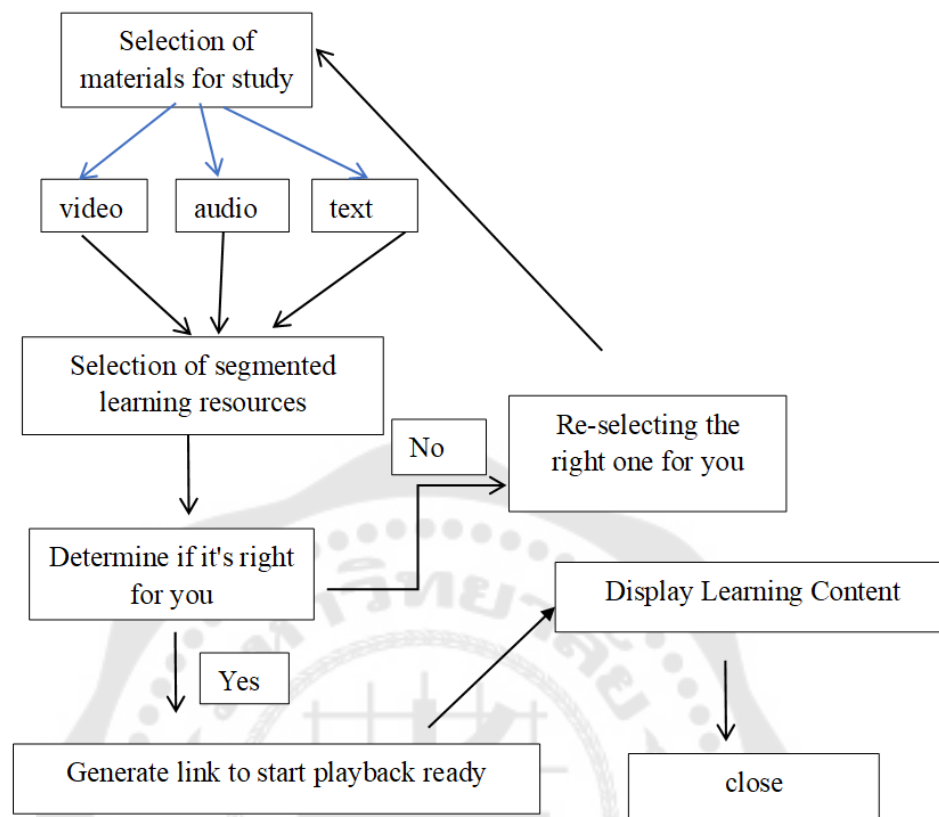 Selection of
materials for study
video
audio
text
Selection of segmented
learning resources
No
Re-selecting the
right one for you
Determine if it's right
for you
Display Learning Content
Yes
Generate link to start playback ready
close